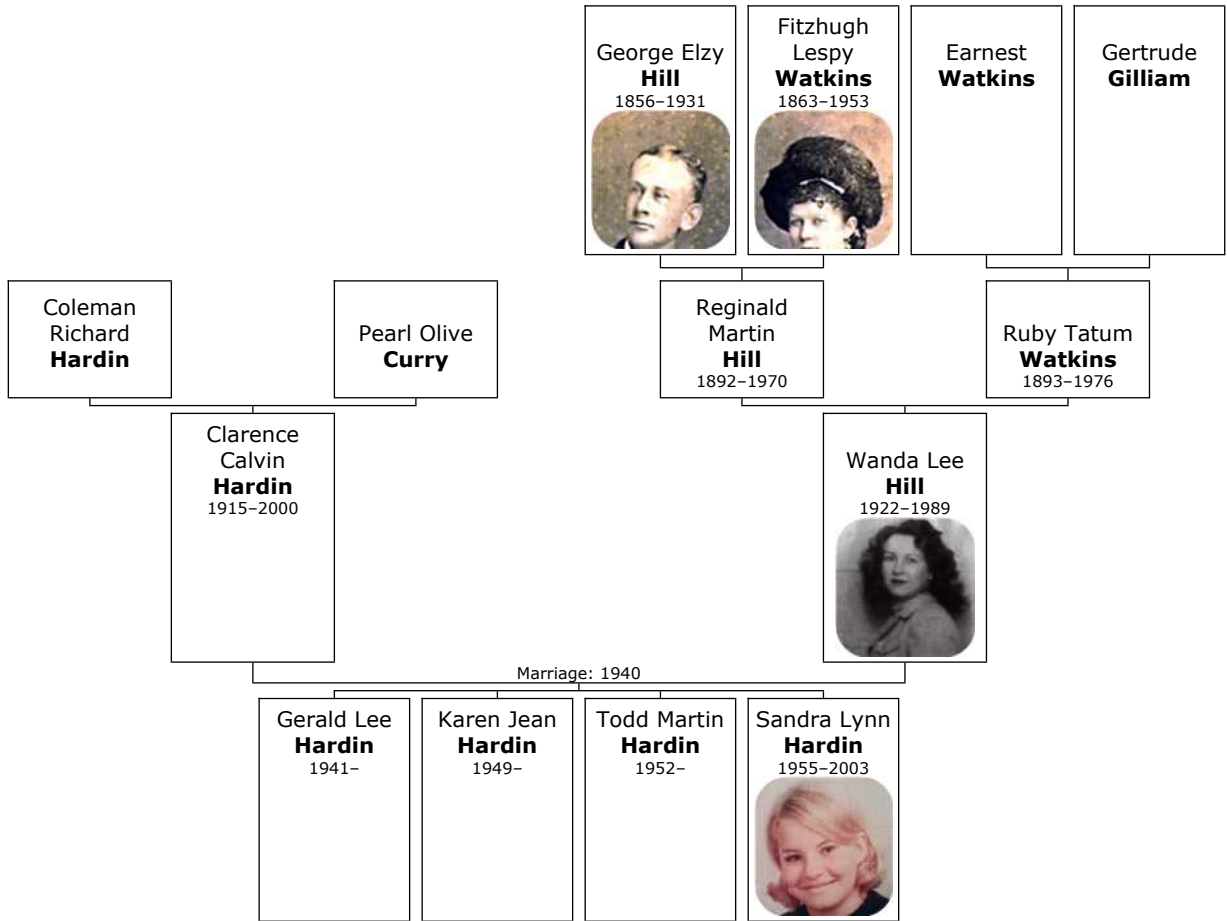 George Elzy
Hill
1856–1931
Fitzhugh
Lespy
Watkins
1863–1953
Earnest
Watkins
Gertrude
Gilliam
Coleman
Richard
Hardin
Pearl Olive
Curry
Reginald
Martin
Hill
1892–1970
Ruby Tatum
Watkins
1893–1976
Clarence
Calvin
Hardin
1915–2000
Wanda Lee
Hill
1922–1989
Marriage: 1940
Gerald Lee
Hardin
1941–
Karen Jean
Hardin
1949–
Todd Martin
Hardin
1952–
Sandra Lynn
Hardin
1955–2003